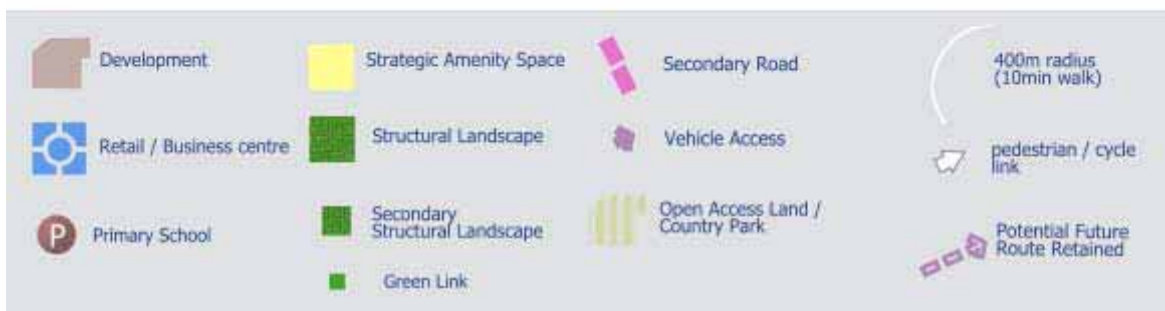 Development
Retail / Business centre
P
Primary School
Strategic Amenity Space
Structural Landscape
Secondary
Structural Landscape
Green Link
Secondary Road
Vehicle Access
Open Access Land /
Country Park
400m radius
(10min walk)
pedestrian / cycle
link
Potential Future
Route Retained